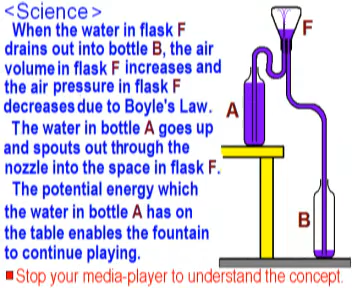 <Science>
When the water in flask F
drains out into bottle B, the air
volume in flask F increases and
the air pressure in flask F
decreases due to Boyle's Law.
The water in bottle A goes up
and spouts out through the
nozzle into the space in flask F.
The potential energy which
the water in bottle A has on
the table enables the fountain
to continue playing.
■Stop your media-player to understand the concept.
F
A
B